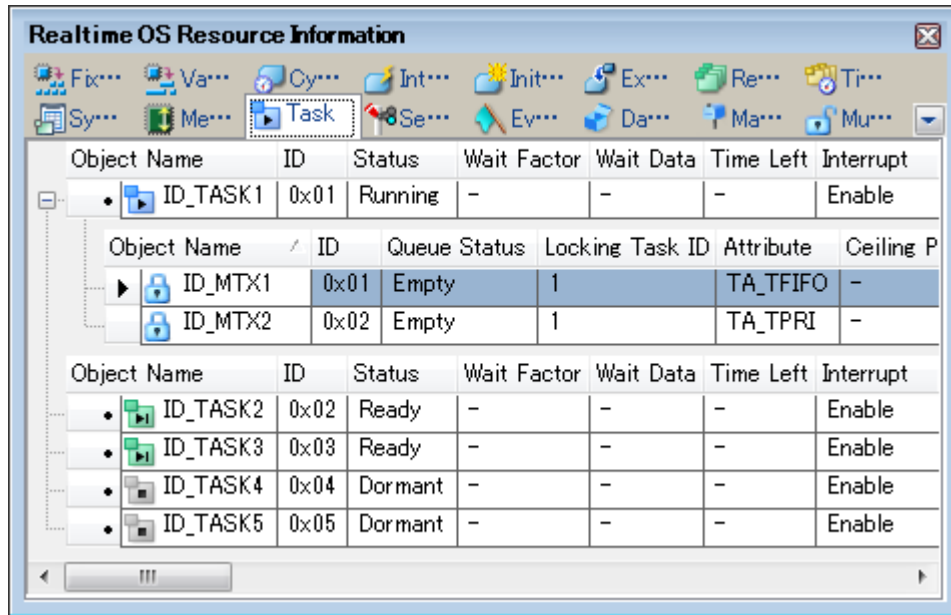 Realtime OS Resource Information
Fix··· Va··· Cy··· Int··· Init··· Ex··· Re··· Ti···
Sy··· Me··· Task Se··· Ev··· Da··· Ma··· Mu···
Object Name ID Status Wait Factor Wait Data Time Left Interrupt
ID_TASK1 0x01 Running - - - Enable
Object Name ID Queue Status Locking Task ID Attribute Ceiling P
ID_MTX1 0x01 Empty 1 TA_TFIFO -
ID_MTX2 0x02 Empty 1 TA_TPRI -
Object Name ID Status Wait Factor Wait Data Time Left Interrupt
ID_TASK2 0x02 Ready - - - Enable
ID_TASK3 0x03 Ready - - - Enable
ID_TASK4 0x04 Dormant - - - Enable
ID_TASK5 0x05 Dormant - - - Enable